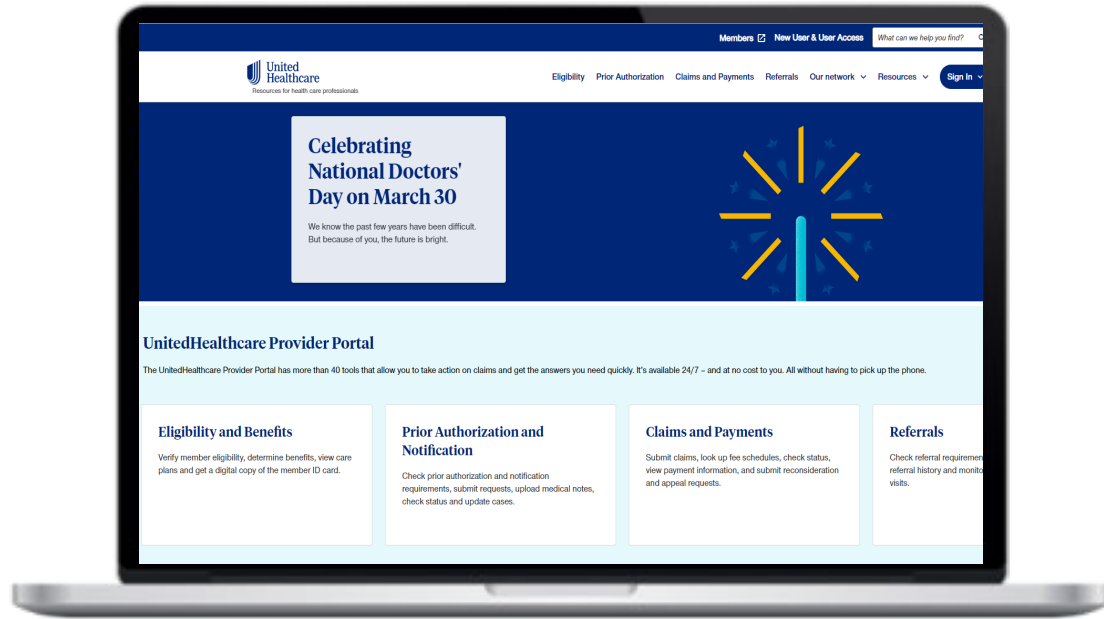 Members
New User & User Access
What can we help you find?
United
Healthcare
Resources for health care professionals
Eligibility
Prior Authorization
Claims and Payments
Referrals
Our network
Resources
Sign In
Celebrating
National Doctors'
Day on March 30
We know the past few years have been difficult.
But because of you, the future is bright.
UnitedHealthcare Provider Portal
The UnitedHealthcare Provider Portal has more than 40 tools that allow you to take action on claims and get the answers you need quickly. It's available 24/7 – and at no cost to you. All without having to pick up the phone.
Eligibility and Benefits
Verify member eligibility, determine benefits, view care
plans and get a digital copy of the member ID card.
Prior Authorization and
Notification
Check prior authorization and notification
requirements, submit requests, upload medical notes,
check status and update cases.
Claims and Payments
Submit claims, look up fee schedules, check status,
view payment information, and submit reconsideration
and appeal requests.
Referrals
Check referral
referral history and
visits.